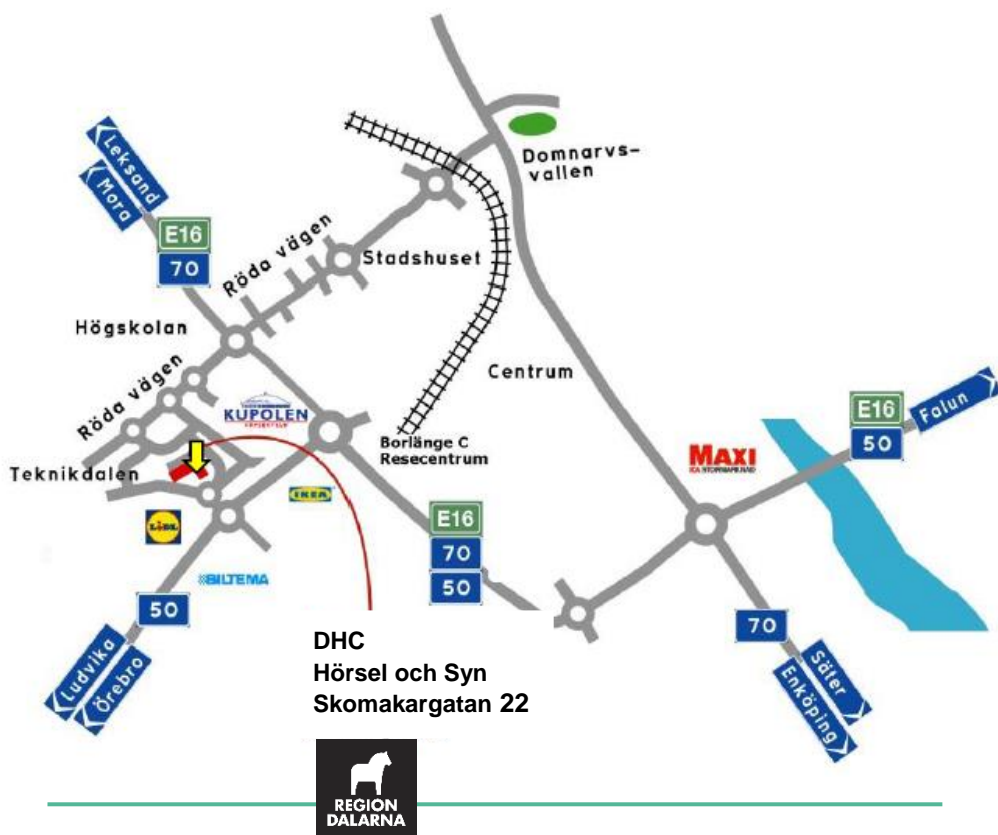 Domnarvs-
vallen
Leksand
Mora
E16
70
Röda vägen
Stadshuset
Högskolan
Centrum
Röda vägen
E16
50
Falun
KUPOLEN
Borlänge C
Resecentrum
MAXI
ICA STORMARKNAD
Teknikdalen
IKEA
LIDL
E16
70
50
BILTEMA
50
70
Ludvika
Örebro
Säter
Enköping
DHC
Hörsel och Syn
Skomakargatan 22
REGION
DALARNA